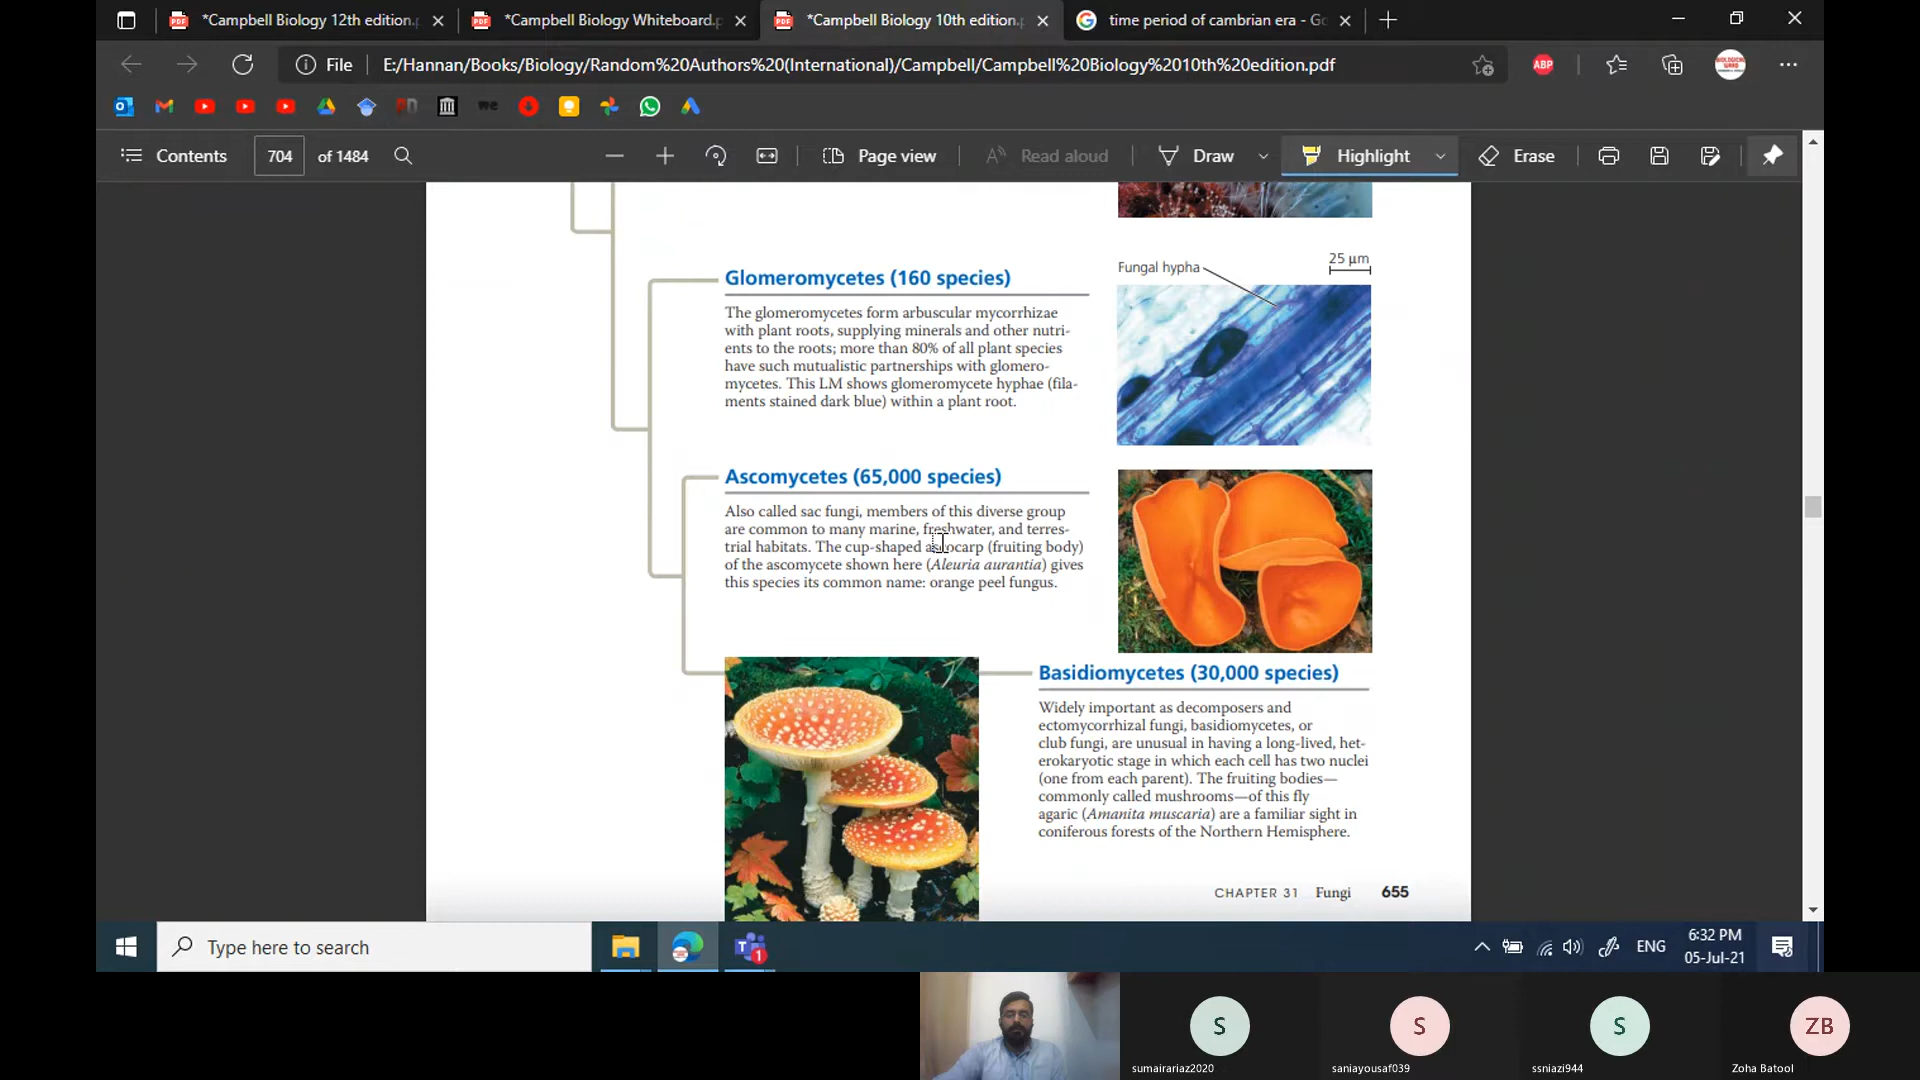 *Campbell Biology 12th edition.p
*Campbell Biology Whiteboard.p
*Campbell Biology 10th edition.p
time period of cambrian era - Go
File
E:/Hannan/Books/Biology/Random%20Authors%20(International)/Campbell/Campbell%20Biology%2010th%20edition.pdf
ABP
Contents
704
of 1484
Page view
Read aloud
Draw
Highlight
Erase
Fungal hypha
25 µm
Glomeromycetes (160 species)
The glomeromycetes form arbuscular mycorrhizae
with plant roots, supplying minerals and other nutri-
ents to the roots; more than 80% of all plant species
have such mutualistic partnerships with glomero-
mycetes. This LM shows glomeromycete hyphae (fila-
ments stained dark blue) within a plant root.
Ascomycetes (65,000 species)
Also called sac fungi, members of this diverse group
are common to many marine, freshwater, and terres-
trial habitats. The cup-shaped ascocarp (fruiting body)
of the ascomycete shown here (Aleuria aurantia) gives
this species its common name: orange peel fungus.
Basidiomycetes (30,000 species)
Widely important as decomposers and
ectomycorrhizal fungi, basidiomycetes, or
club fungi, are unusual in having a long-lived, het-
erokaryotic stage in which each cell has two nuclei
(one from each parent). The fruiting bodies—
commonly called mushrooms—of this fly
agaric (Amanita muscaria) are a familiar sight in
coniferous forests of the Northern Hemisphere.
CHAPTER 31 Fungi 655
Type here to search
1
ENG
6:32 PM
05-Jul-21
S
S
S
ZB
sumairariaz2020
saniayousaf039
ssniazi944
Zoha Batool